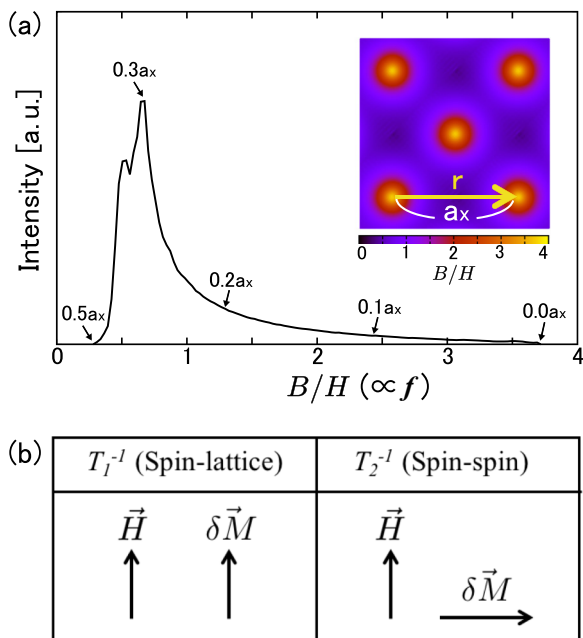 (a)
Intensity [a.u.]
0.3ax
0.2ax
0.5ax
0.1ax
0.0ax
0 1 2 3 4
B/H (∝ f)
r
ax
0 1 2 3 4
B/H
(b)
T₁⁻¹ (Spin-lattice) T₂⁻¹ (Spin-spin)
H⃗ δM⃗ H⃗
δM⃗